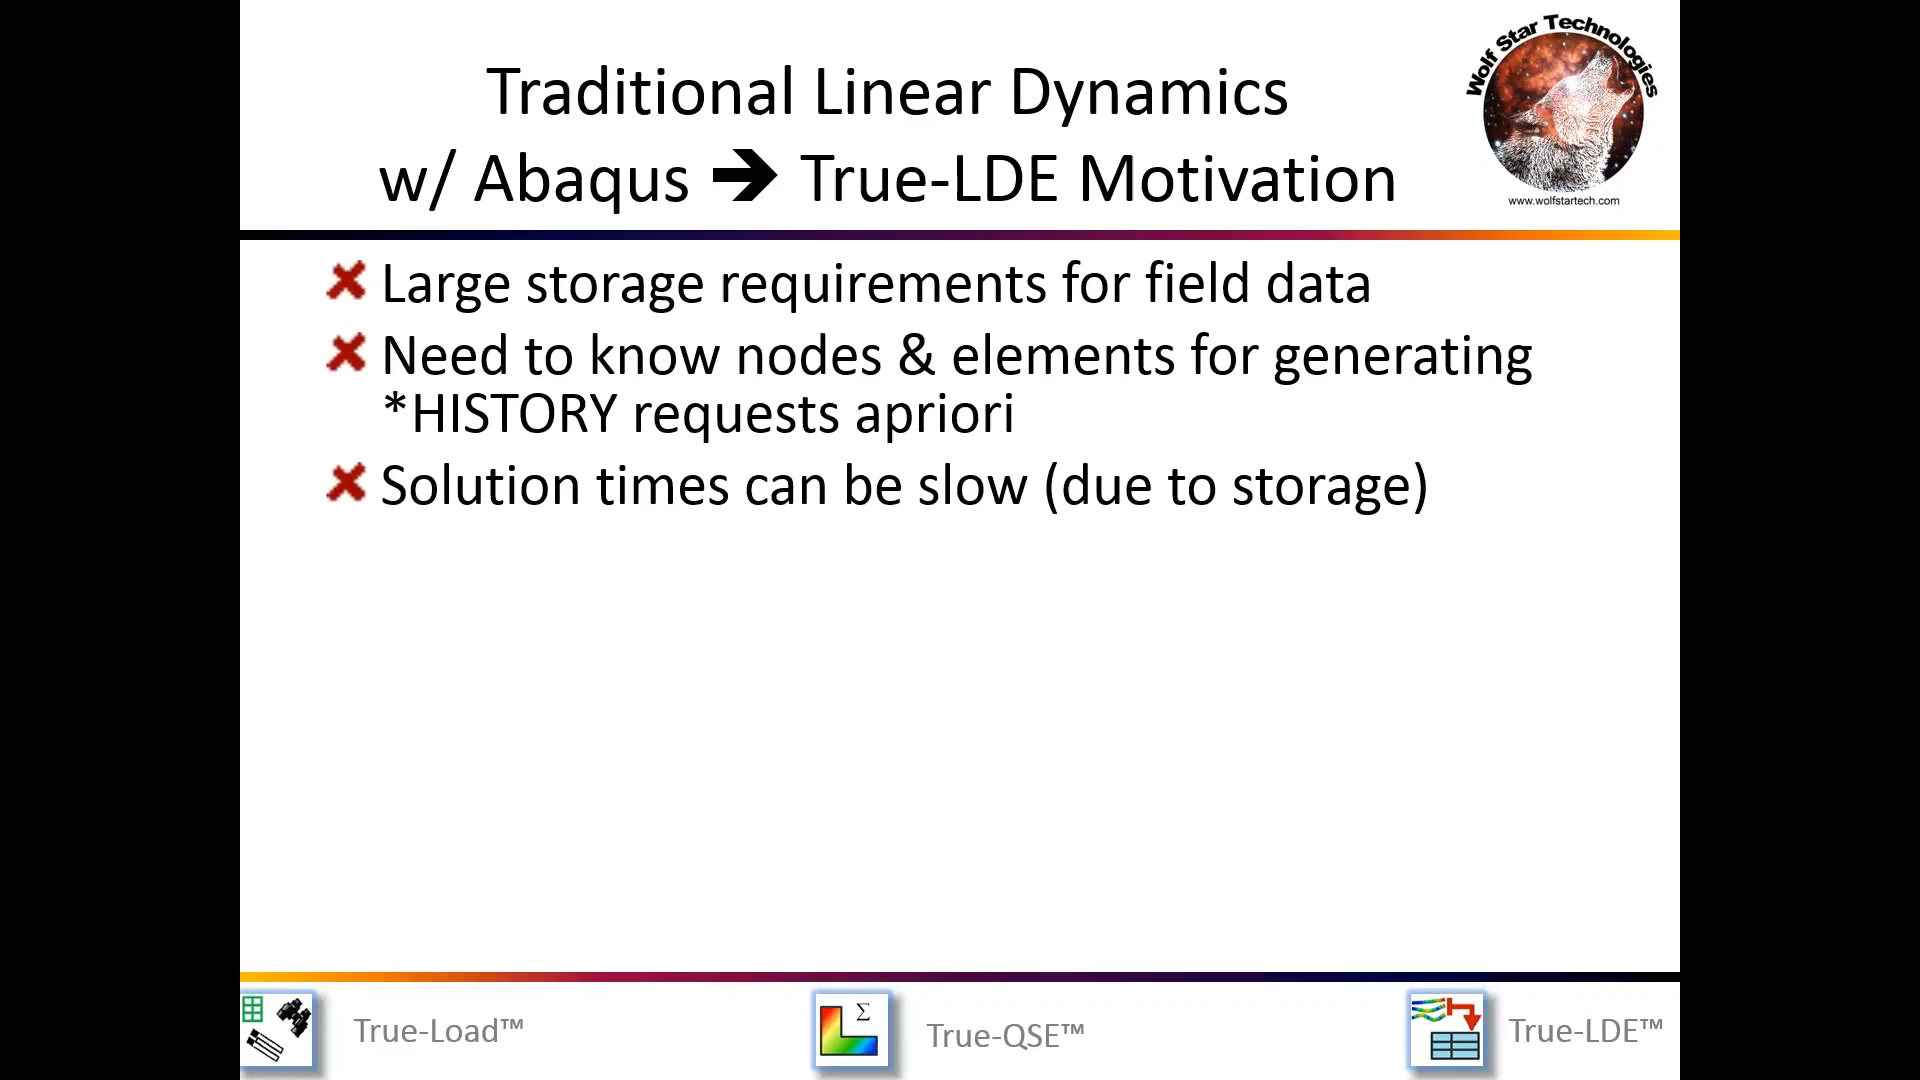 Wolf Star Technologies
Traditional Linear Dynamics
w/ Abaqus ➔ True-LDE Motivation
www.wolfstartech.com
Large storage requirements for field data
Need to know nodes & elements for generating
*HISTORY requests apriori
Solution times can be slow (due to storage)
Σ
True-Load™
True-QSE™
True-LDE™